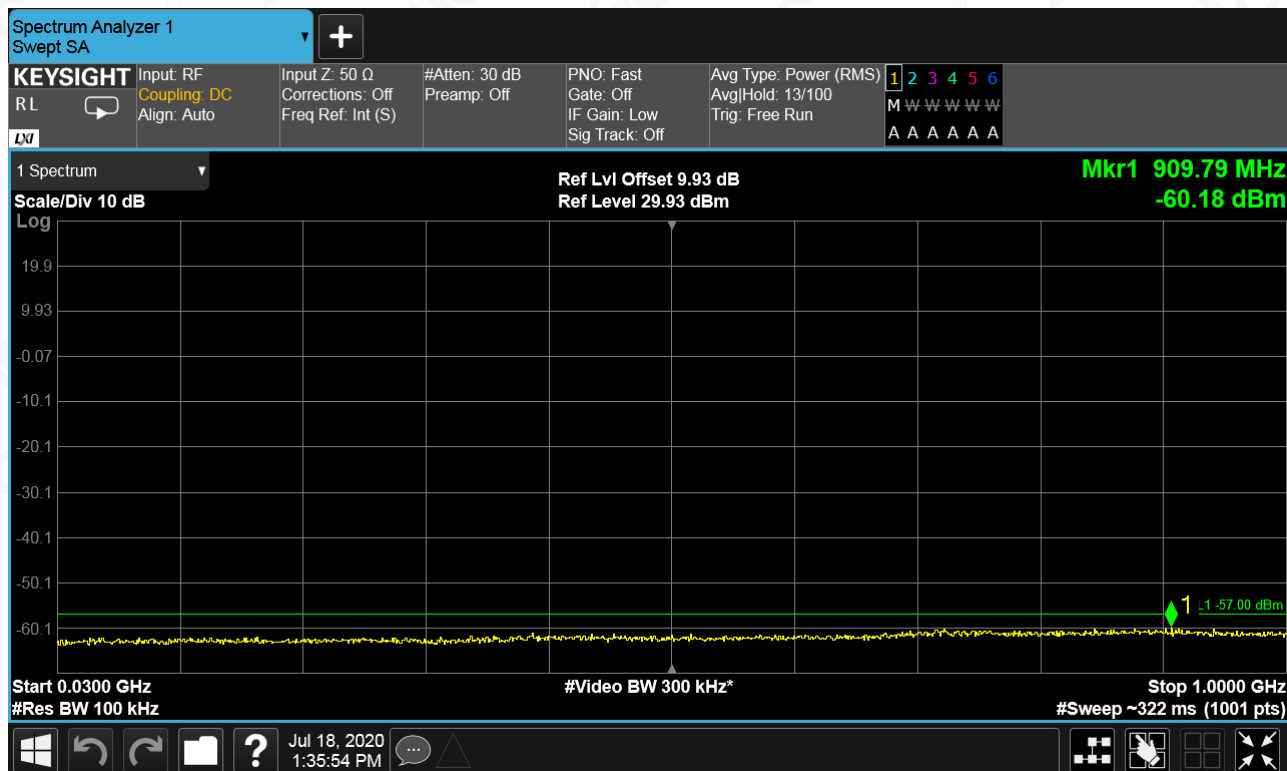 Spectrum Analyzer 1
Swept SA
KEYSIGHT
R L
LXI
Input: RF
Coupling: DC
Align: Auto
Input Z: 50 Ω
Corrections: Off
Freq Ref: Int (S)
#Atten: 30 dB
Preamp: Off
PNO: Fast
Gate: Off
IF Gain: Low
Sig Track: Off
Avg Type: Power (RMS)
Avg|Hold: 13/100
Trig: Free Run
1 2 3 4 5 6
M W W W W W
A A A A A A
1 Spectrum
Scale/Div 10 dB
Log
Ref Lvl Offset 9.93 dB
Ref Level 29.93 dBm
Mkr1 909.79 MHz
-60.18 dBm
19.9
9.93
-0.07
-10.1
-20.1
-30.1
-40.1
-50.1
-60.1
1
L1 -57.00 dBm
Start 0.0300 GHz
#Res BW 100 kHz
#Video BW 300 kHz*
Stop 1.0000 GHz
#Sweep ~322 ms (1001 pts)
?
Jul 18, 2020
1:35:54 PM